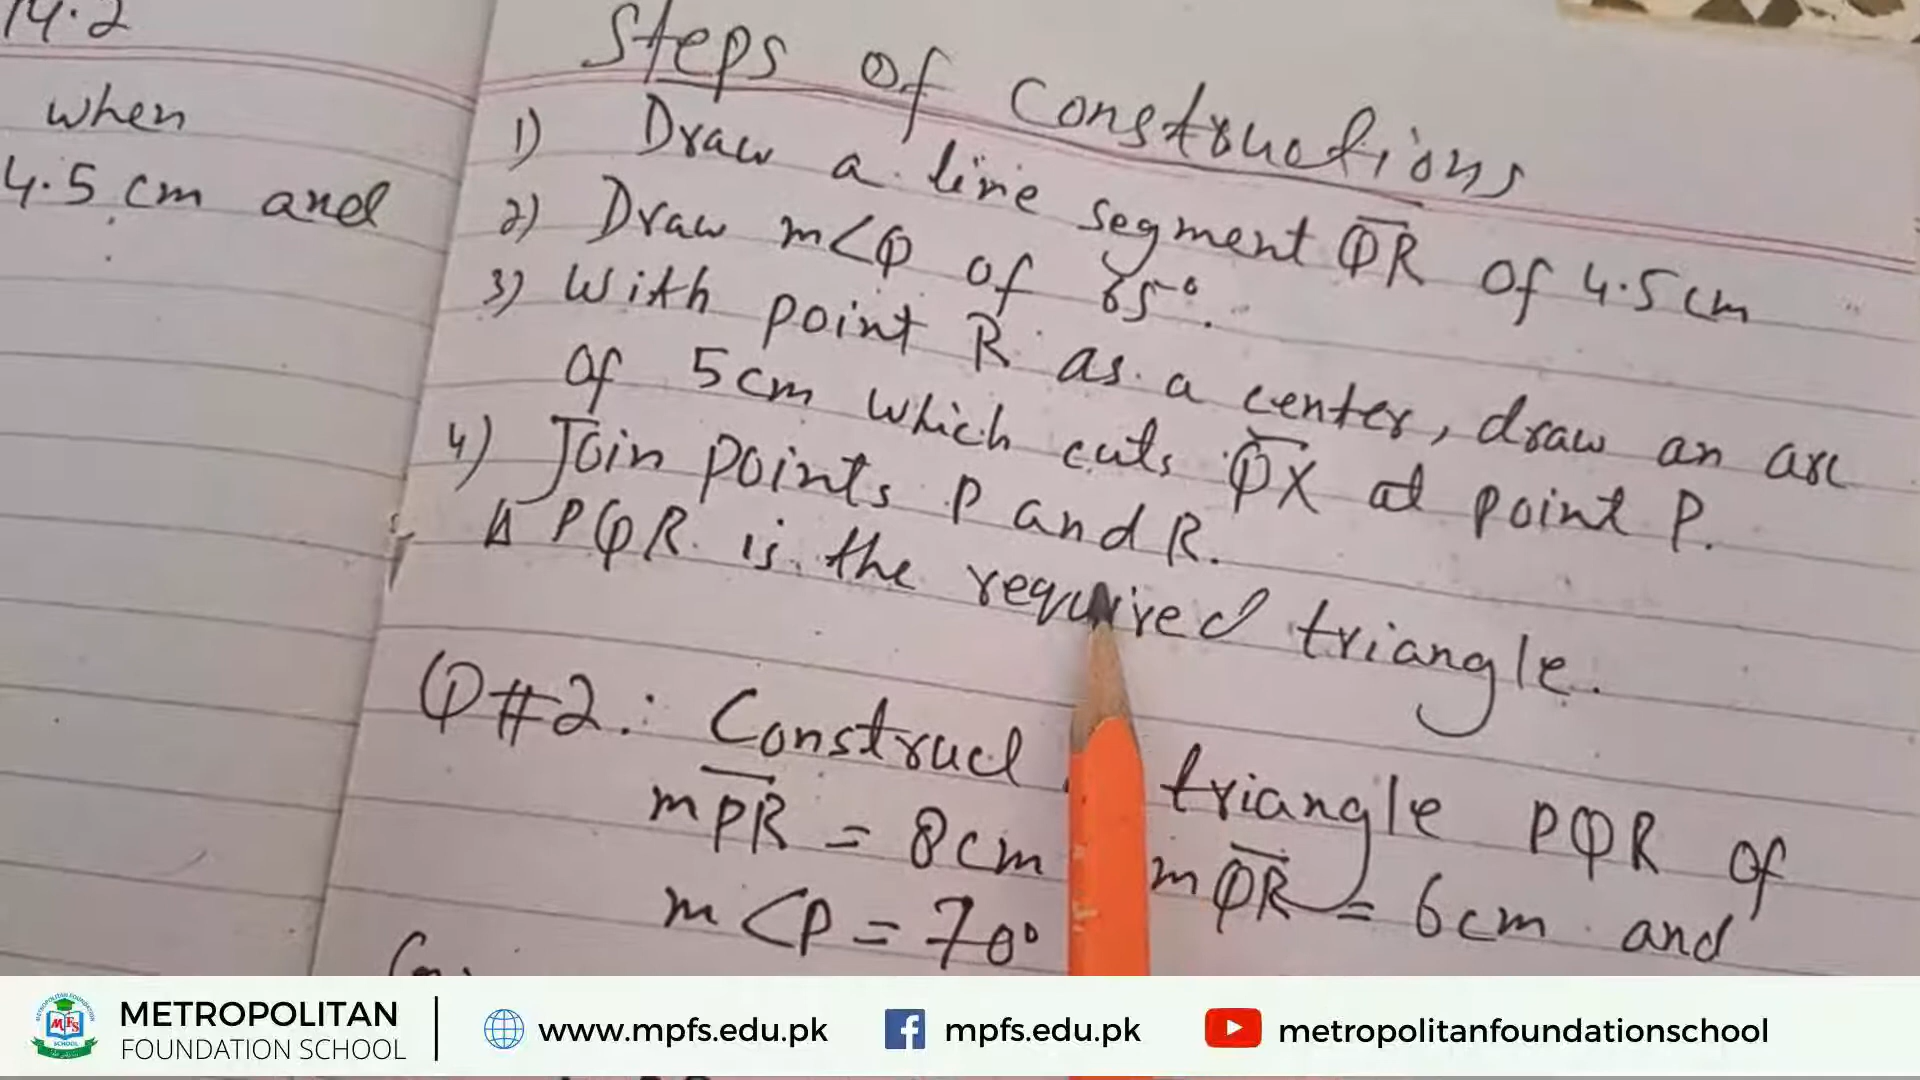 14.2
when
4.5 cm and
Steps of Constructions
1) Draw a line segment QR of 4.5cm
2) Draw m<Q of 65°.
3) With point R as a center, draw an arc
of 5cm which cuts QX at point P.
4) Join points P and R.
Δ PQR is the required triangle.
Q#2: Construct triangle PQR of
mPR = 8cm mQR = 6cm and
m<P = 70°
MFS
SCHOOL
METROPOLITAN
FOUNDATION SCHOOL
www.mpfs.edu.pk
mpfs.edu.pk
metropolitanfoundationschool